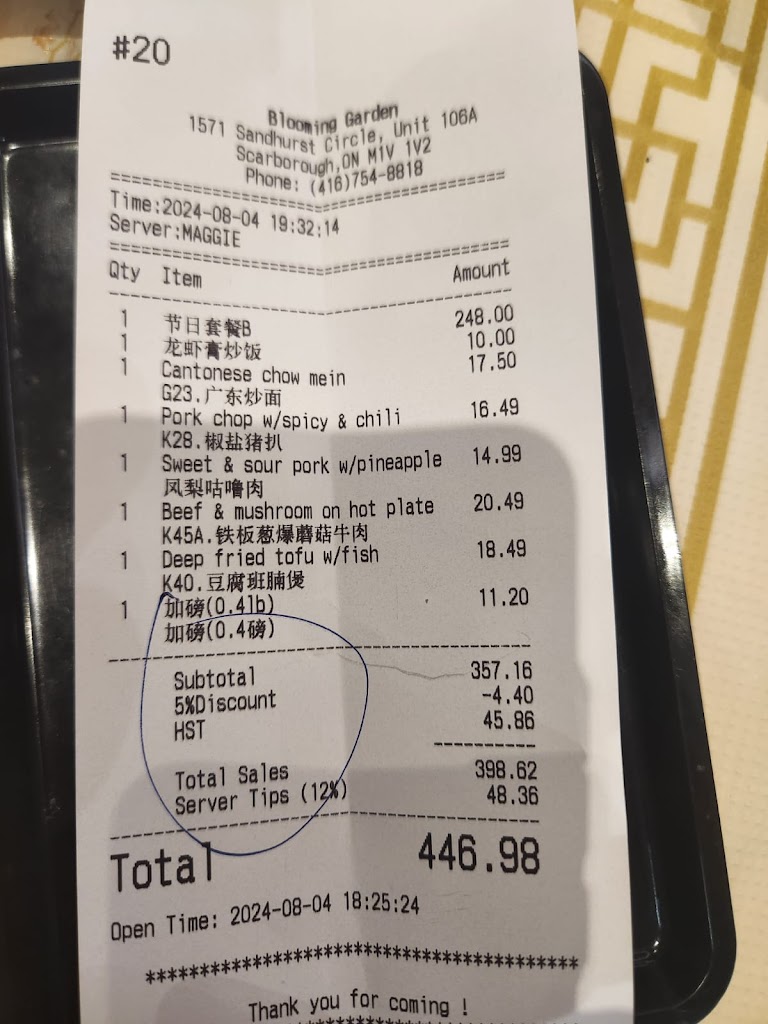 #20
Blooming Garden
1571 Sandhurst Circle, Unit 106A
Scarborough,ON M1V 1V2
Phone: (416)754-8818
================================================
Time:2024-08-04 19:32:14
Server:MAGGIE
================================================
Qty Item Amount
------------------------------------------------
1 节日套餐B 248.00
1 龙虾膏炒饭 10.00
1 Cantonese chow mein 17.50
G23.广东炒面
1 Pork chop w/spicy & chili 16.49
K28.椒盐猪扒
1 Sweet & sour pork w/pineapple 14.99
凤梨咕噜肉
1 Beef & mushroom on hot plate 20.49
K45A.铁板葱爆蘑菇牛肉
1 Deep fried tofu w/fish 18.49
K40.豆腐班腩煲
1 加磅(0.4lb) 11.20
加磅(0.4磅)
------------------------------------------------
Subtotal 357.16
5%Discount -4.40
HST 45.86
-----------
Total Sales 398.62
Server Tips (12%) 48.36
------------------------------------------------
Total 446.98
Open Time: 2024-08-04 18:25:24
******************************************
Thank you for coming !